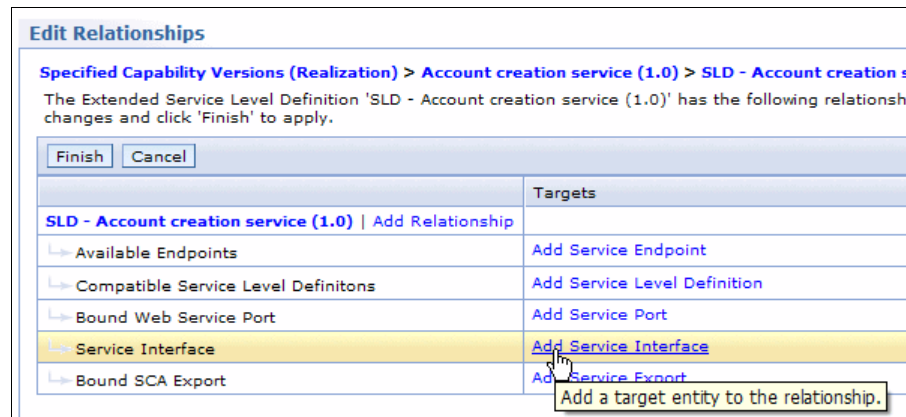 Edit Relationships
Specified Capability Versions (Realization) > Account creation service (1.0) > SLD - Account creation s
The Extended Service Level Definition 'SLD - Account creation service (1.0)' has the following relationsh
changes and click 'Finish' to apply.
Finish Cancel
Targets
SLD - Account creation service (1.0) | Add Relationship
Available Endpoints Add Service Endpoint
Compatible Service Level Definitons Add Service Level Definition
Bound Web Service Port Add Service Port
Service Interface Add Service Interface
Bound SCA Export Add Service Export
Add a target entity to the relationship.